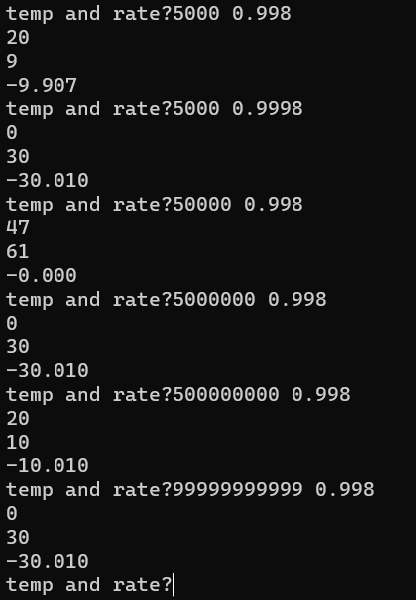 temp and rate?5000 0.998
20
9
-9.907
temp and rate?5000 0.9998
0
30
-30.010
temp and rate?50000 0.998
47
61
-0.000
temp and rate?5000000 0.998
0
30
-30.010
temp and rate?500000000 0.998
20
10
-10.010
temp and rate?99999999999 0.998
0
30
-30.010
temp and rate?